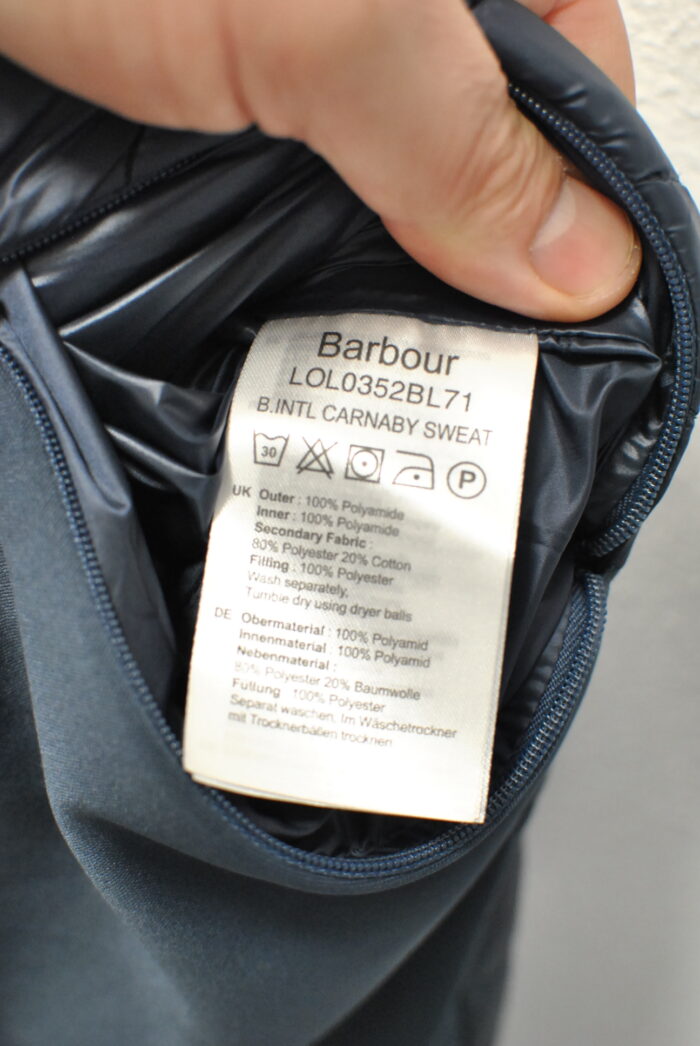 Barbour
LOL0352BL71
B.INTL CARNABY SWEAT
30 P
UK Outer : 100% Polyamide
Inner : 100% Polyamide
Secondary Fabric :
80% Polyester 20% Cotton
Filling : 100% Polyester
Wash separately,
Tumble dry using dryer balls
DE Obermaterial : 100% Polyamid
Innenmaterial : 100% Polyamid
Nebenmaterial :
80% Polyester 20% Baumwolle
Füllung 100% Polyester
Separat waschen, Im Wäschetrockner
mit Trocknerbällen trocknen